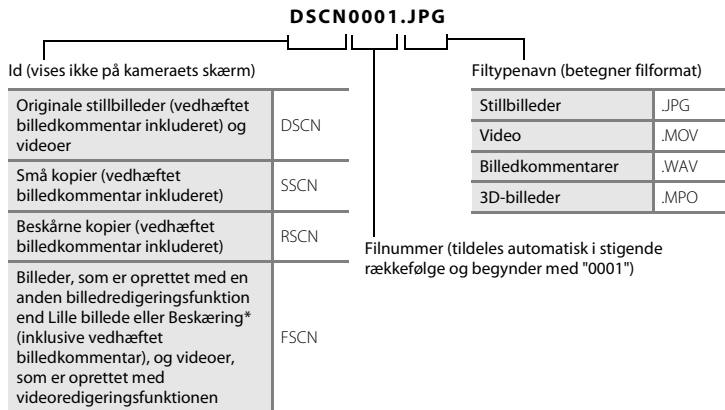 DSCN0001.JPG
Id (vises ikke på kameraets skærm)
Originale stillbilleder (vedhæftet
billedkommentar inkluderet) og
videoer
DSCN
Små kopier (vedhæftet
billedkommentar inkluderet)
SSCN
Beskårne kopier (vedhæftet
billedkommentar inkluderet)
RSCN
Billeder, som er oprettet med en
anden billedredigeringsfunktion
end Lille billede eller Beskæring*
(inklusive vedhæftet
billedkommentar), og videoer,
som er oprettet med
videoredigeringsfunktionen
FSCN
Filtypenavn (betegner filformat)
Stillbilleder
.JPG
Video
.MOV
Billedkommentarer
.WAV
3D-billeder
.MPO
Filnummer (tildeles automatisk i stigende
rækkefølge og begynder med "0001")